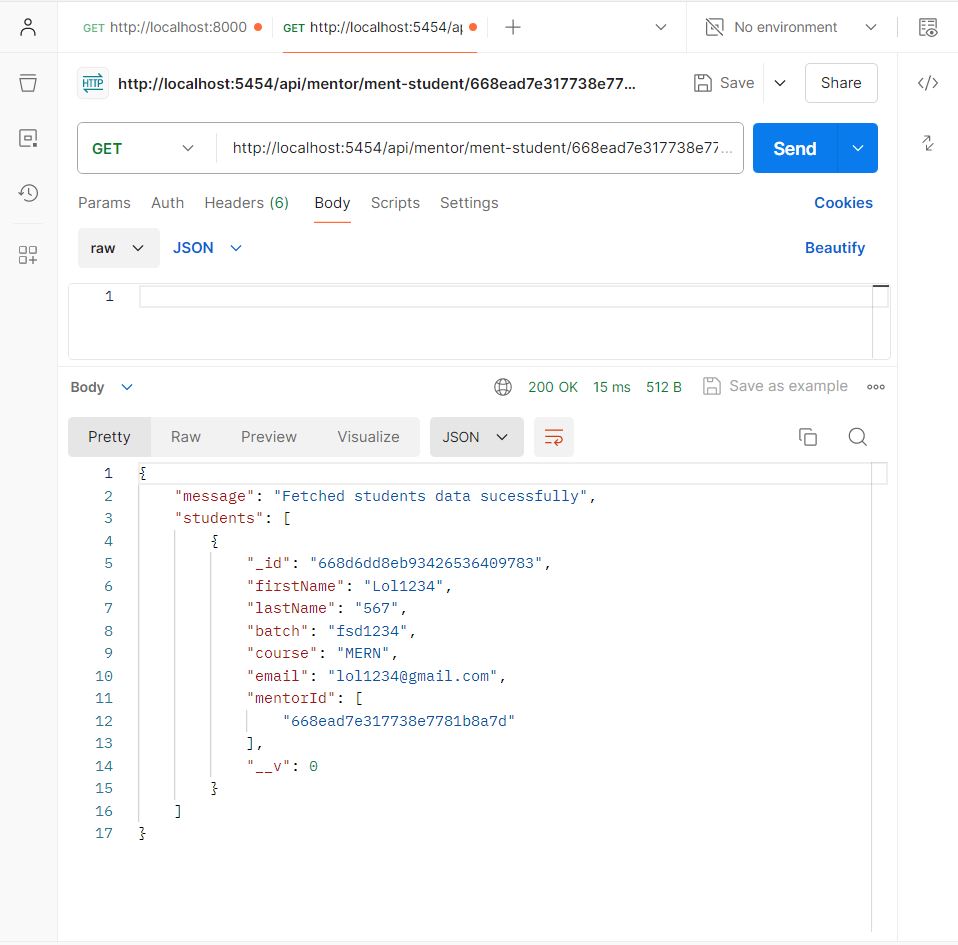 GET http://localhost:8000 GET http://localhost:5454/ap No environment
HTTP http://localhost:5454/api/mentor/ment-student/668ead7e317738e77... Save Share
GET http://localhost:5454/api/mentor/ment-student/668ead7e317738e77... Send
Params Auth Headers (6) Body Scripts Settings Cookies
raw JSON Beautify
1
Body 200 OK 15 ms 512 B Save as example
Pretty Raw Preview Visualize JSON
1 {
2 "message": "Fetched students data sucessfully",
3 "students": [
4 {
5 "_id": "668d6dd8eb93426536409783",
6 "firstName": "Lol1234",
7 "lastName": "567",
8 "batch": "fsd1234",
9 "course": "MERN",
10 "email": "lol1234@gmail.com",
11 "mentorId": [
12 "668ead7e317738e7781b8a7d"
13 ],
14 "__v": 0
15 }
16 ]
17 }